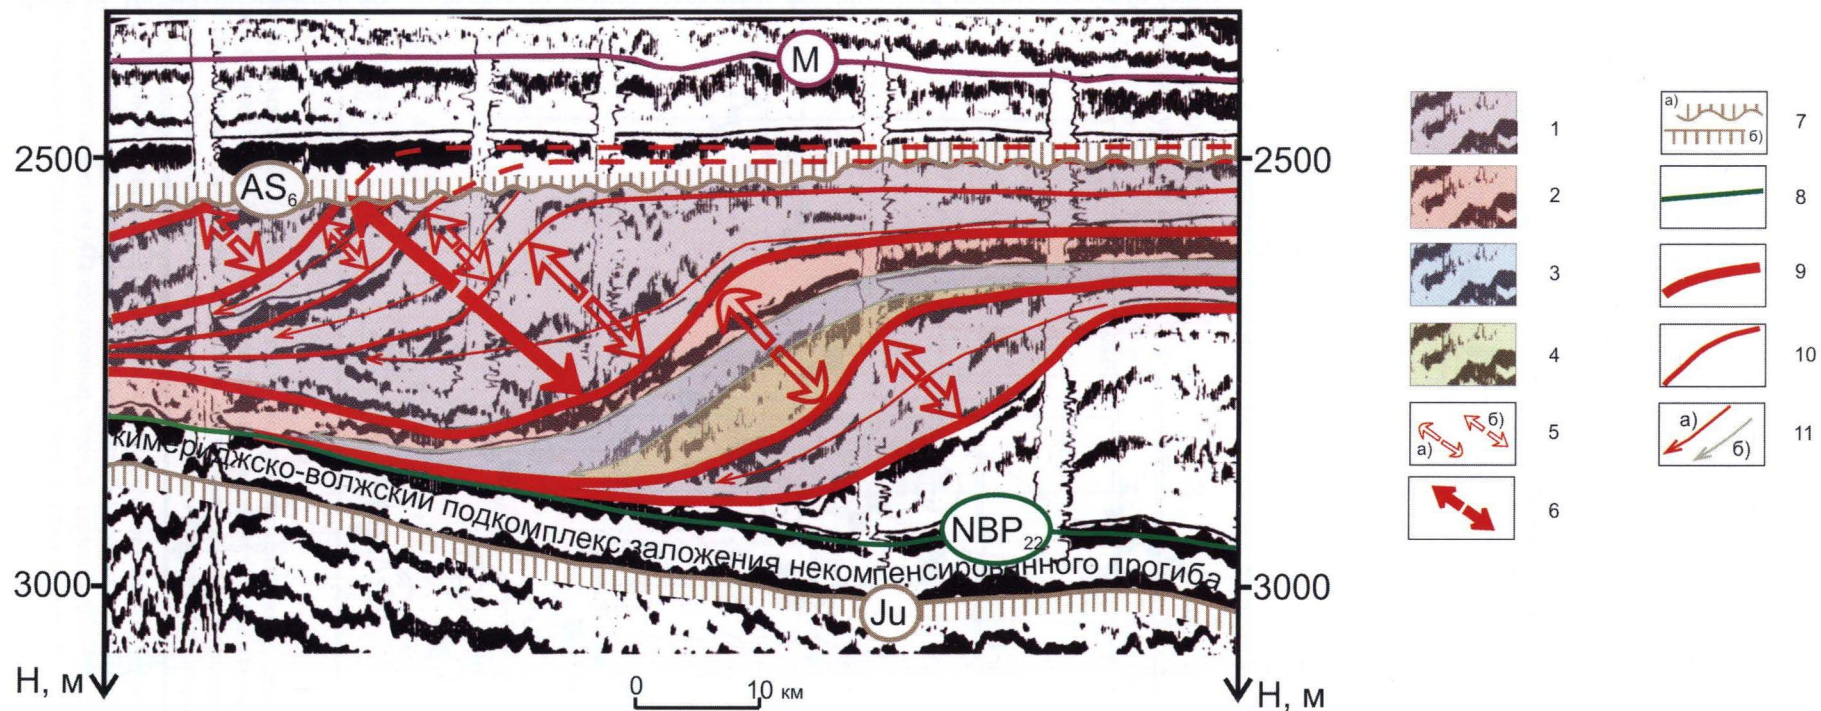 M
2500
2500
AS6
кимериджско-волжский подкомплекс заложения некомпенсированного прогиба
NBP22
3000
3000
Ju
Н, м
Н, м
0 10 км
1
2
3
4
а) б) 5
6
а) б) 7
8
9
10
а) б) 11